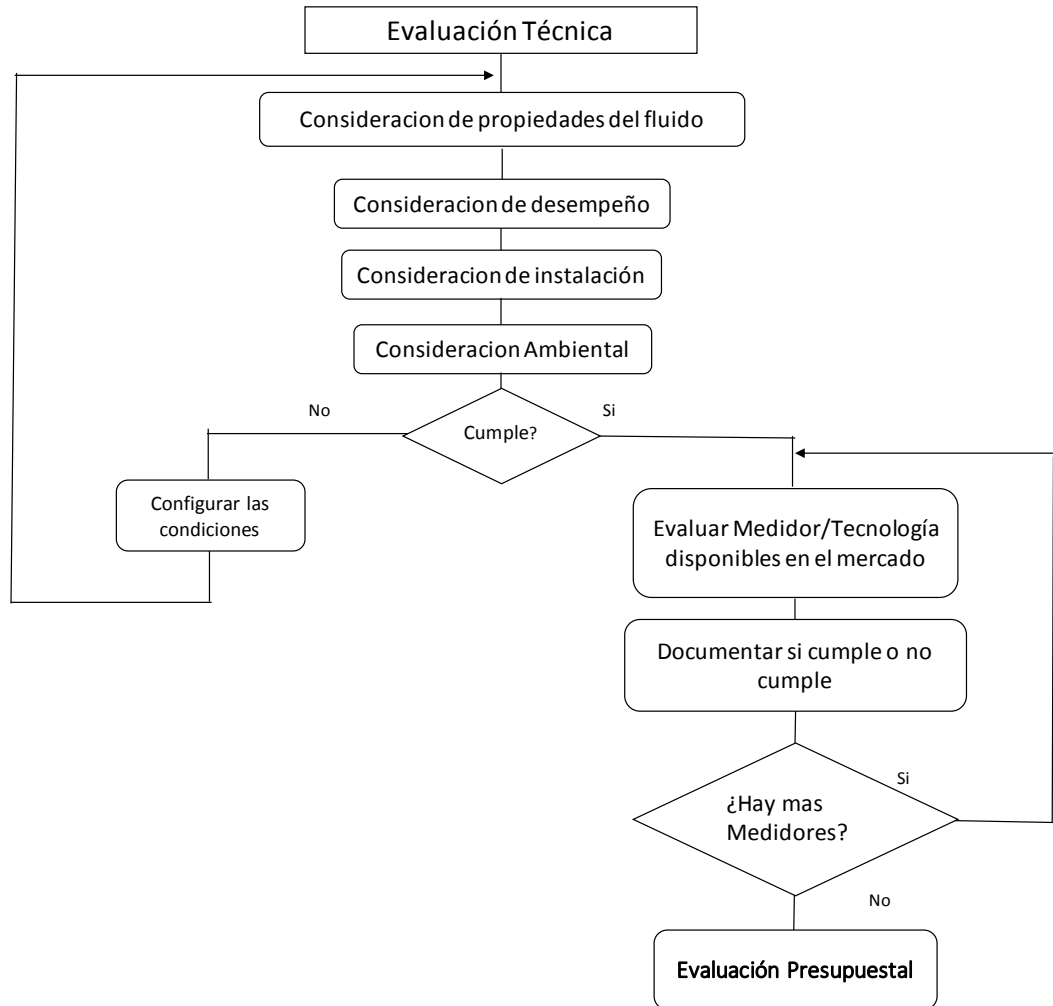 Evaluación Técnica
Consideracion de propiedades del fluido
Consideracion de desempeño
Consideracion de instalación
Consideracion Ambiental
No
Si
Cumple?
Configurar las
condiciones
Evaluar Medidor/Tecnología
disponibles en el mercado
Documentar si cumple o no
cumple
Si
¿Hay mas
Medidores?
No
Evaluación Presupuestal